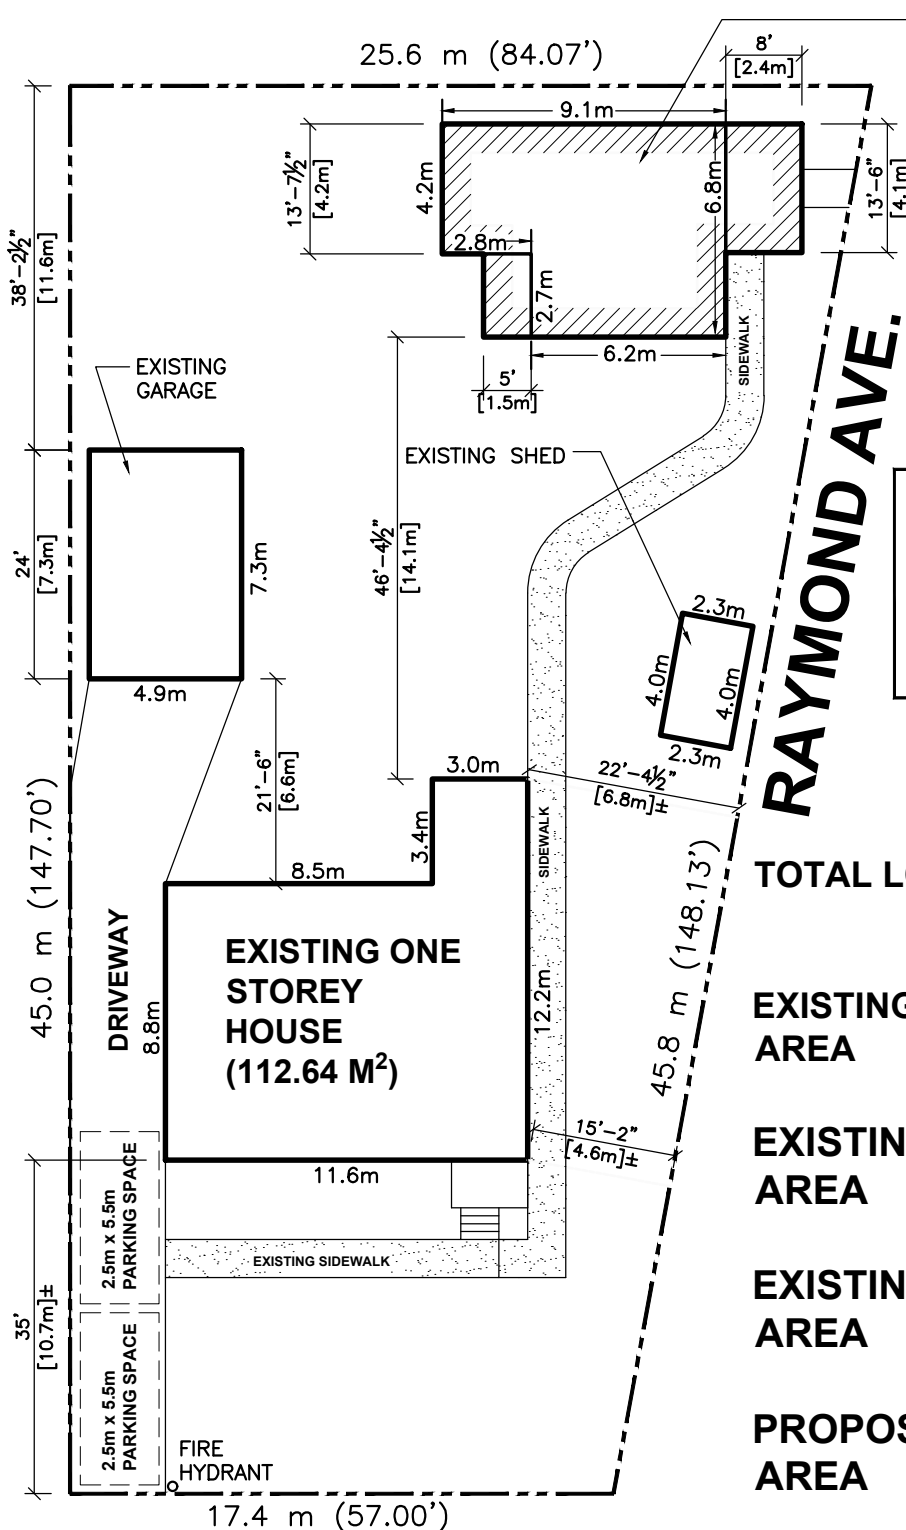 25.6 m (84.07')
8'
[2.4m]
9.1m
13'-7½"
[4.2m]
4.2m
6.8m
13'-6"
[4.1m]
38'-2½"
[11.6m]
2.8m
2.7m
6.2m
SIDEWALK
5'
[1.5m]
EXISTING
GARAGE
EXISTING SHED
RAYMOND AVE.
24'
[7.3m]
7.3m
46'-4½"
[14.1m]
4.9m
2.3m
4.0m
4.0m
2.3m
21'-6"
[6.6m]
3.0m
22'-4½"
[6.8m]±
3.4m
SIDEWALK
8.5m
45.0 m (147.70')
45.8 m (148.13')
TOTAL LO
DRIVEWAY
8.8m
EXISTING ONE
STOREY
HOUSE
(112.64 M²)
12.2m
EXISTING
AREA
15'-2"
[4.6m]±
EXISTIN
AREA
11.6m
2.5m x 5.5m
PARKING SPACE
EXISTING SIDEWALK
EXISTIN
AREA
35'
[10.7m]±
2.5m x 5.5m
PARKING SPACE
FIRE
HYDRANT
PROPOS
AREA
17.4 m (57.00')